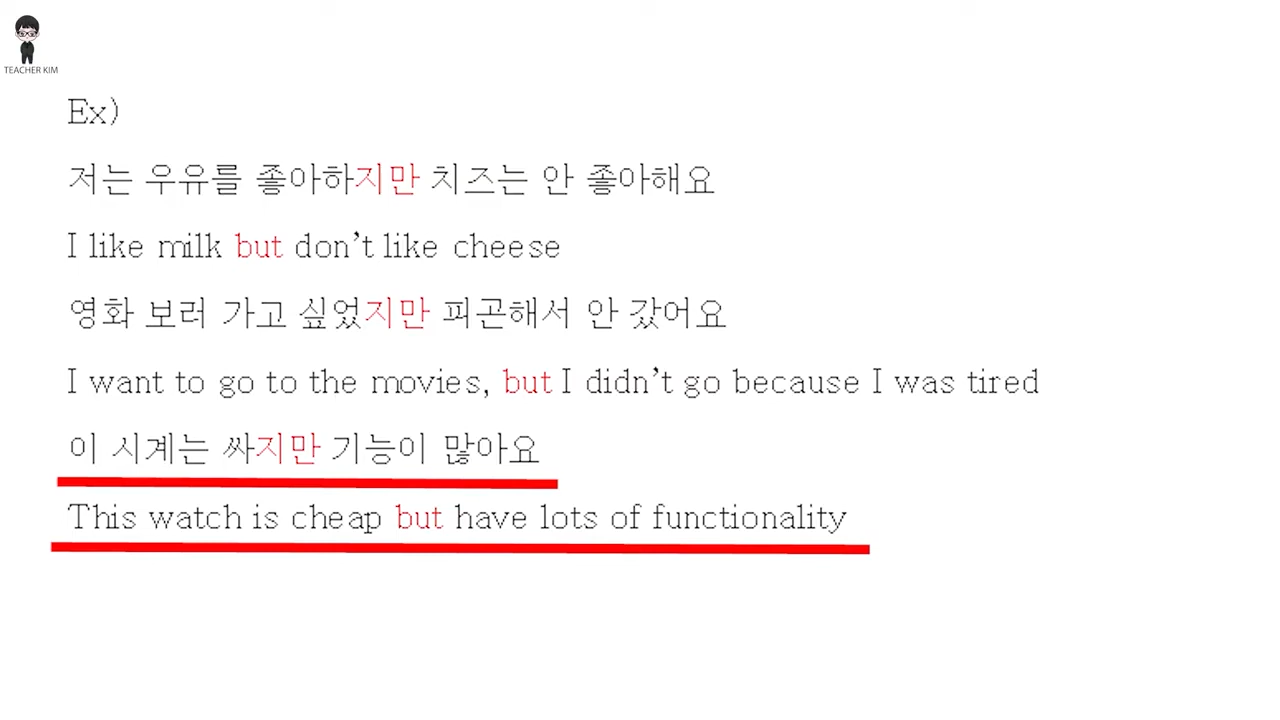 TEACHER KIM
Ex)
저는 우유를 좋아하지만 치즈는 안 좋아해요
I like milk but don't like cheese
영화 보러 가고 싶었지만 피곤해서 안 갔어요
I want to go to the movies, but I didn't go because I was tired
이 시계는 싸지만 기능이 많아요
This watch is cheap but have lots of functionality